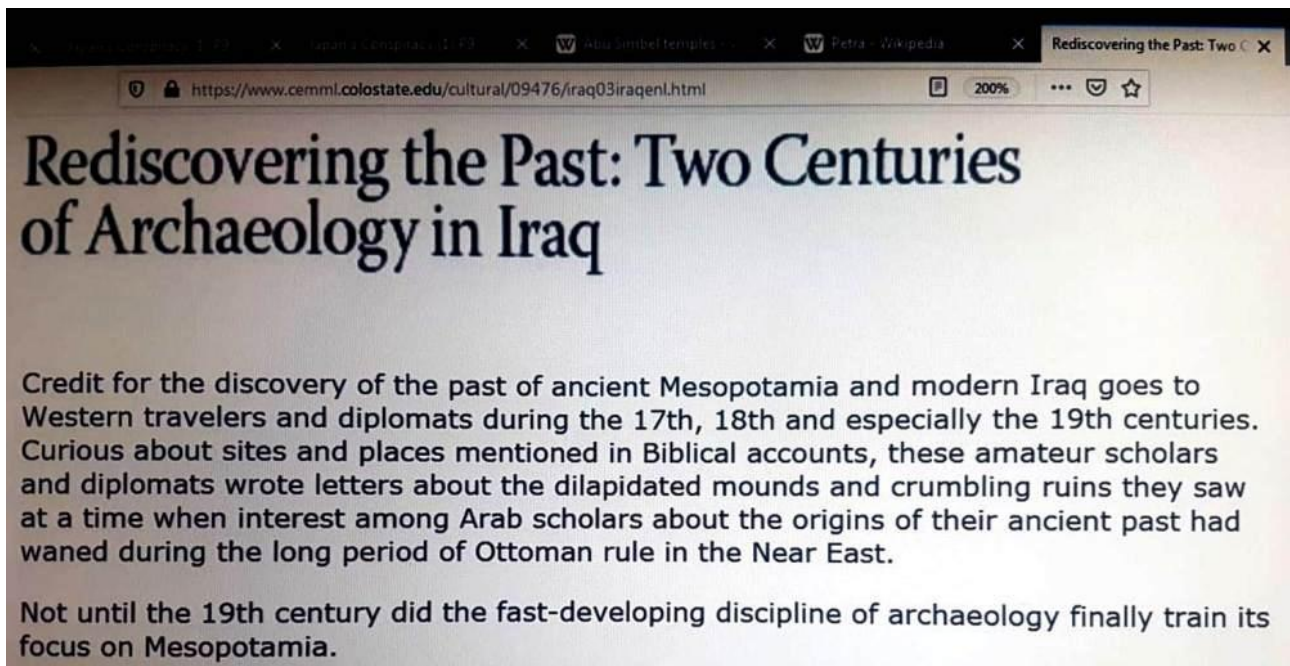 Abu Simbel temples
Petra - Wikipedia
Rediscovering the Past: Two C
https://www.cemml.colostate.edu/cultural/09476/iraq03iraqenl.html
200%
Rediscovering the Past: Two Centuries
of Archaeology in Iraq
Credit for the discovery of the past of ancient Mesopotamia and modern Iraq goes to
Western travelers and diplomats during the 17th, 18th and especially the 19th centuries.
Curious about sites and places mentioned in Biblical accounts, these amateur scholars
and diplomats wrote letters about the dilapidated mounds and crumbling ruins they saw
at a time when interest among Arab scholars about the origins of their ancient past had
waned during the long period of Ottoman rule in the Near East.
Not until the 19th century did the fast-developing discipline of archaeology finally train its
focus on Mesopotamia.